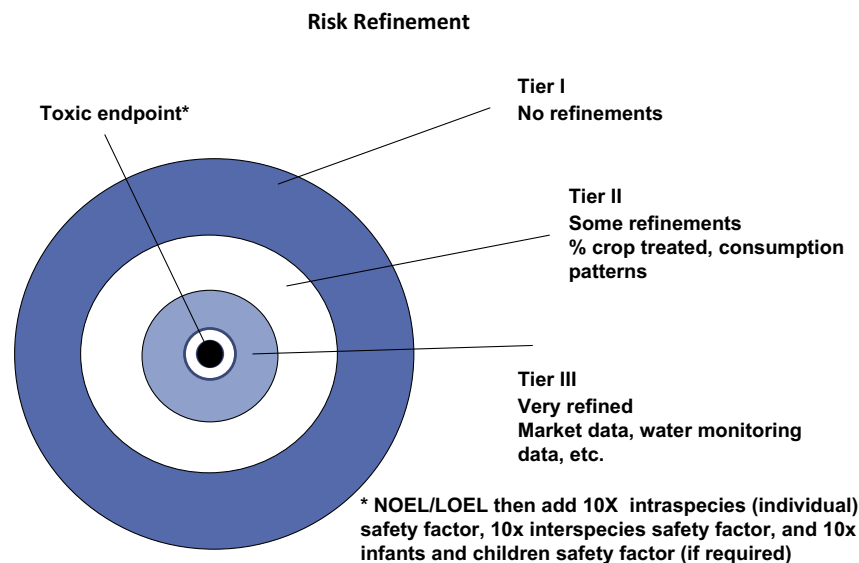 Risk Refinement
Toxic endpoint*
Tier I
No refinements
Tier II
Some refinements
% crop treated, consumption
patterns
Tier III
Very refined
Market data, water monitoring
data, etc.
* NOEL/LOEL then add 10X intraspecies (individual)
safety factor, 10x interspecies safety factor, and 10x
infants and children safety factor (if required)